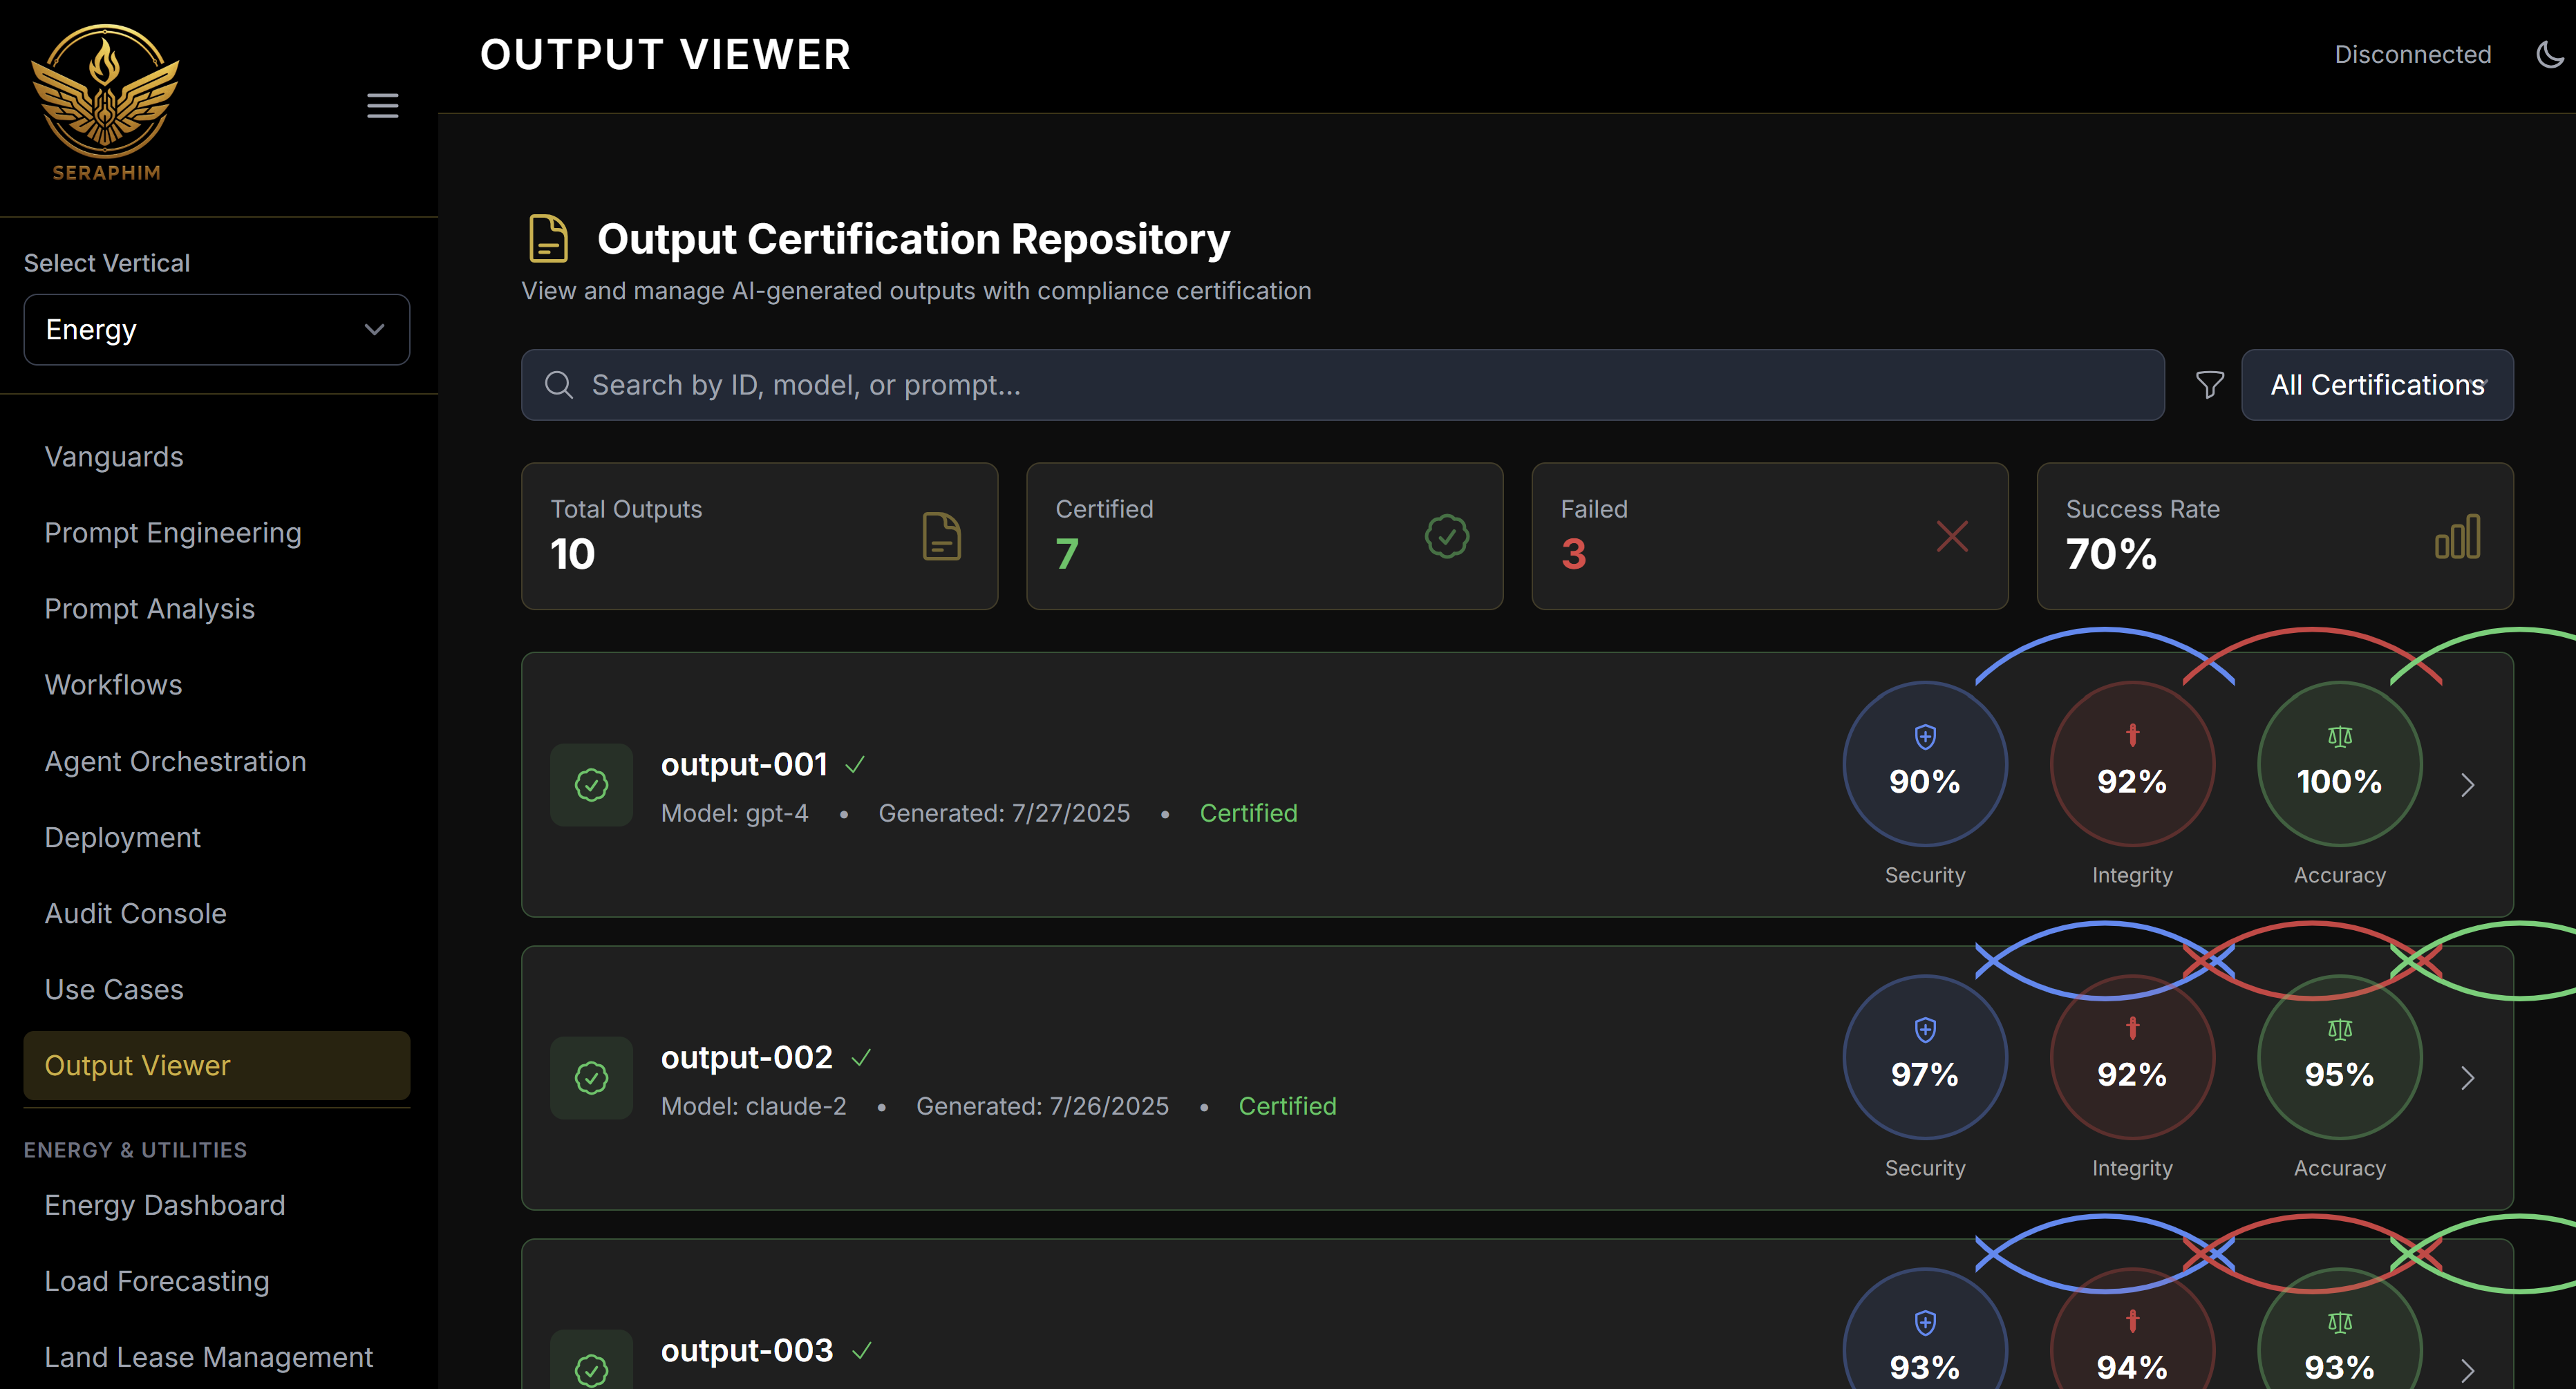 SERAPHIM
Select Vertical
Energy
Vanguards
Prompt Engineering
Prompt Analysis
Workflows
Agent Orchestration
Deployment
Audit Console
Use Cases
Output Viewer
ENERGY & UTILITIES
Energy Dashboard
Load Forecasting
Land Lease Management
OUTPUT VIEWER
Disconnected
Output Certification Repository
View and manage AI-generated outputs with compliance certification
Search by ID, model, or prompt...
All Certifications
Total Outputs
10
Certified
7
Failed
3
Success Rate
70%
output-001
Model: gpt-4 • Generated: 7/27/2025 • Certified
90%
Security
92%
Integrity
100%
Accuracy
output-002
Model: claude-2 • Generated: 7/26/2025 • Certified
97%
Security
92%
Integrity
95%
Accuracy
output-003
93%
94%
93%